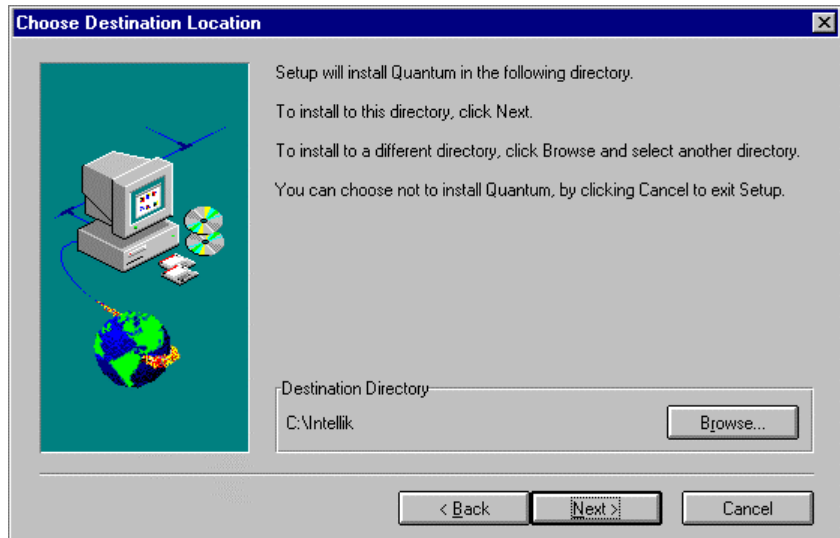 Choose Destination Location
Setup will install Quantum in the following directory.
To install to this directory, click Next.
To install to a different directory, click Browse and select another directory.
You can choose not to install Quantum, by clicking Cancel to exit Setup.
Destination Directory
C:\Intellik
Browse...
< Back
Next >
Cancel